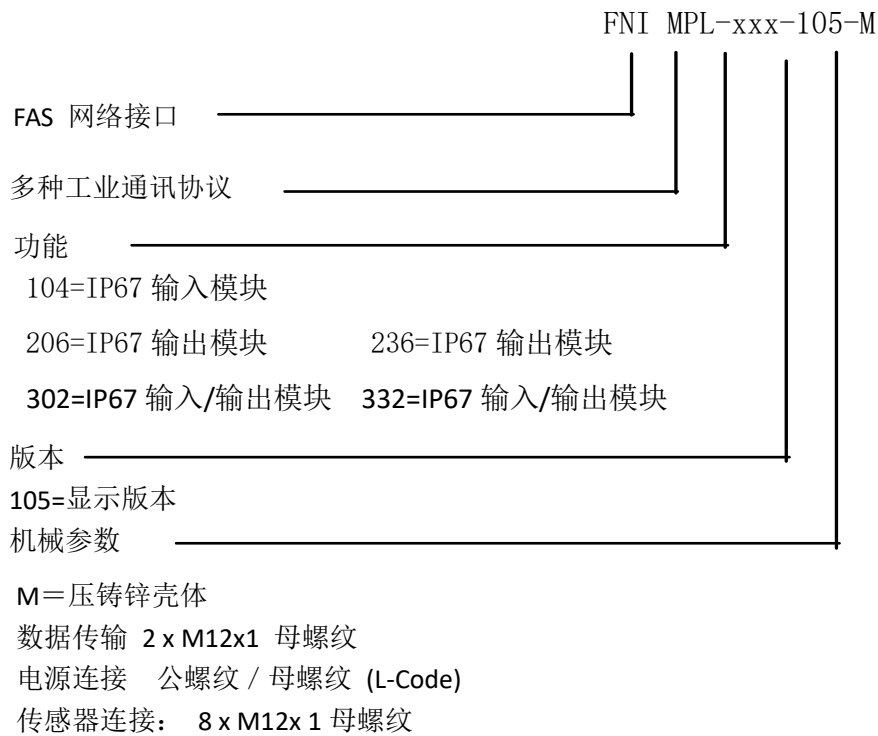 FNI MPL-xxx-105-M
FAS 网络接口
多种工业通讯协议
功能
104=IP67 输入模块
206=IP67 输出模块 236=IP67 输出模块
302=IP67 输入/输出模块 332=IP67 输入/输出模块
版本
105=显示版本
机械参数
M＝压铸锌壳体
数据传输 2 x M12x1 母螺纹
电源连接 公螺纹 / 母螺纹 (L-Code)
传感器连接： 8 x M12x 1 母螺纹